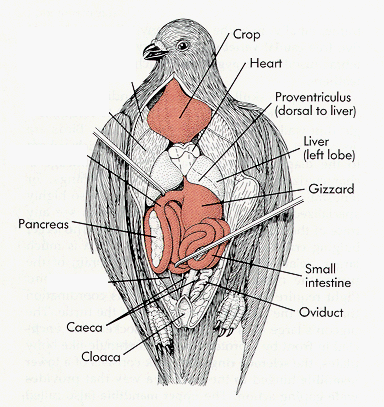 Crop
Heart
Proventriculus
(dorsal to liver)
Liver
(left lobe)
Gizzard
Pancreas
Small
intestine
Oviduct
Caeca
Cloaca